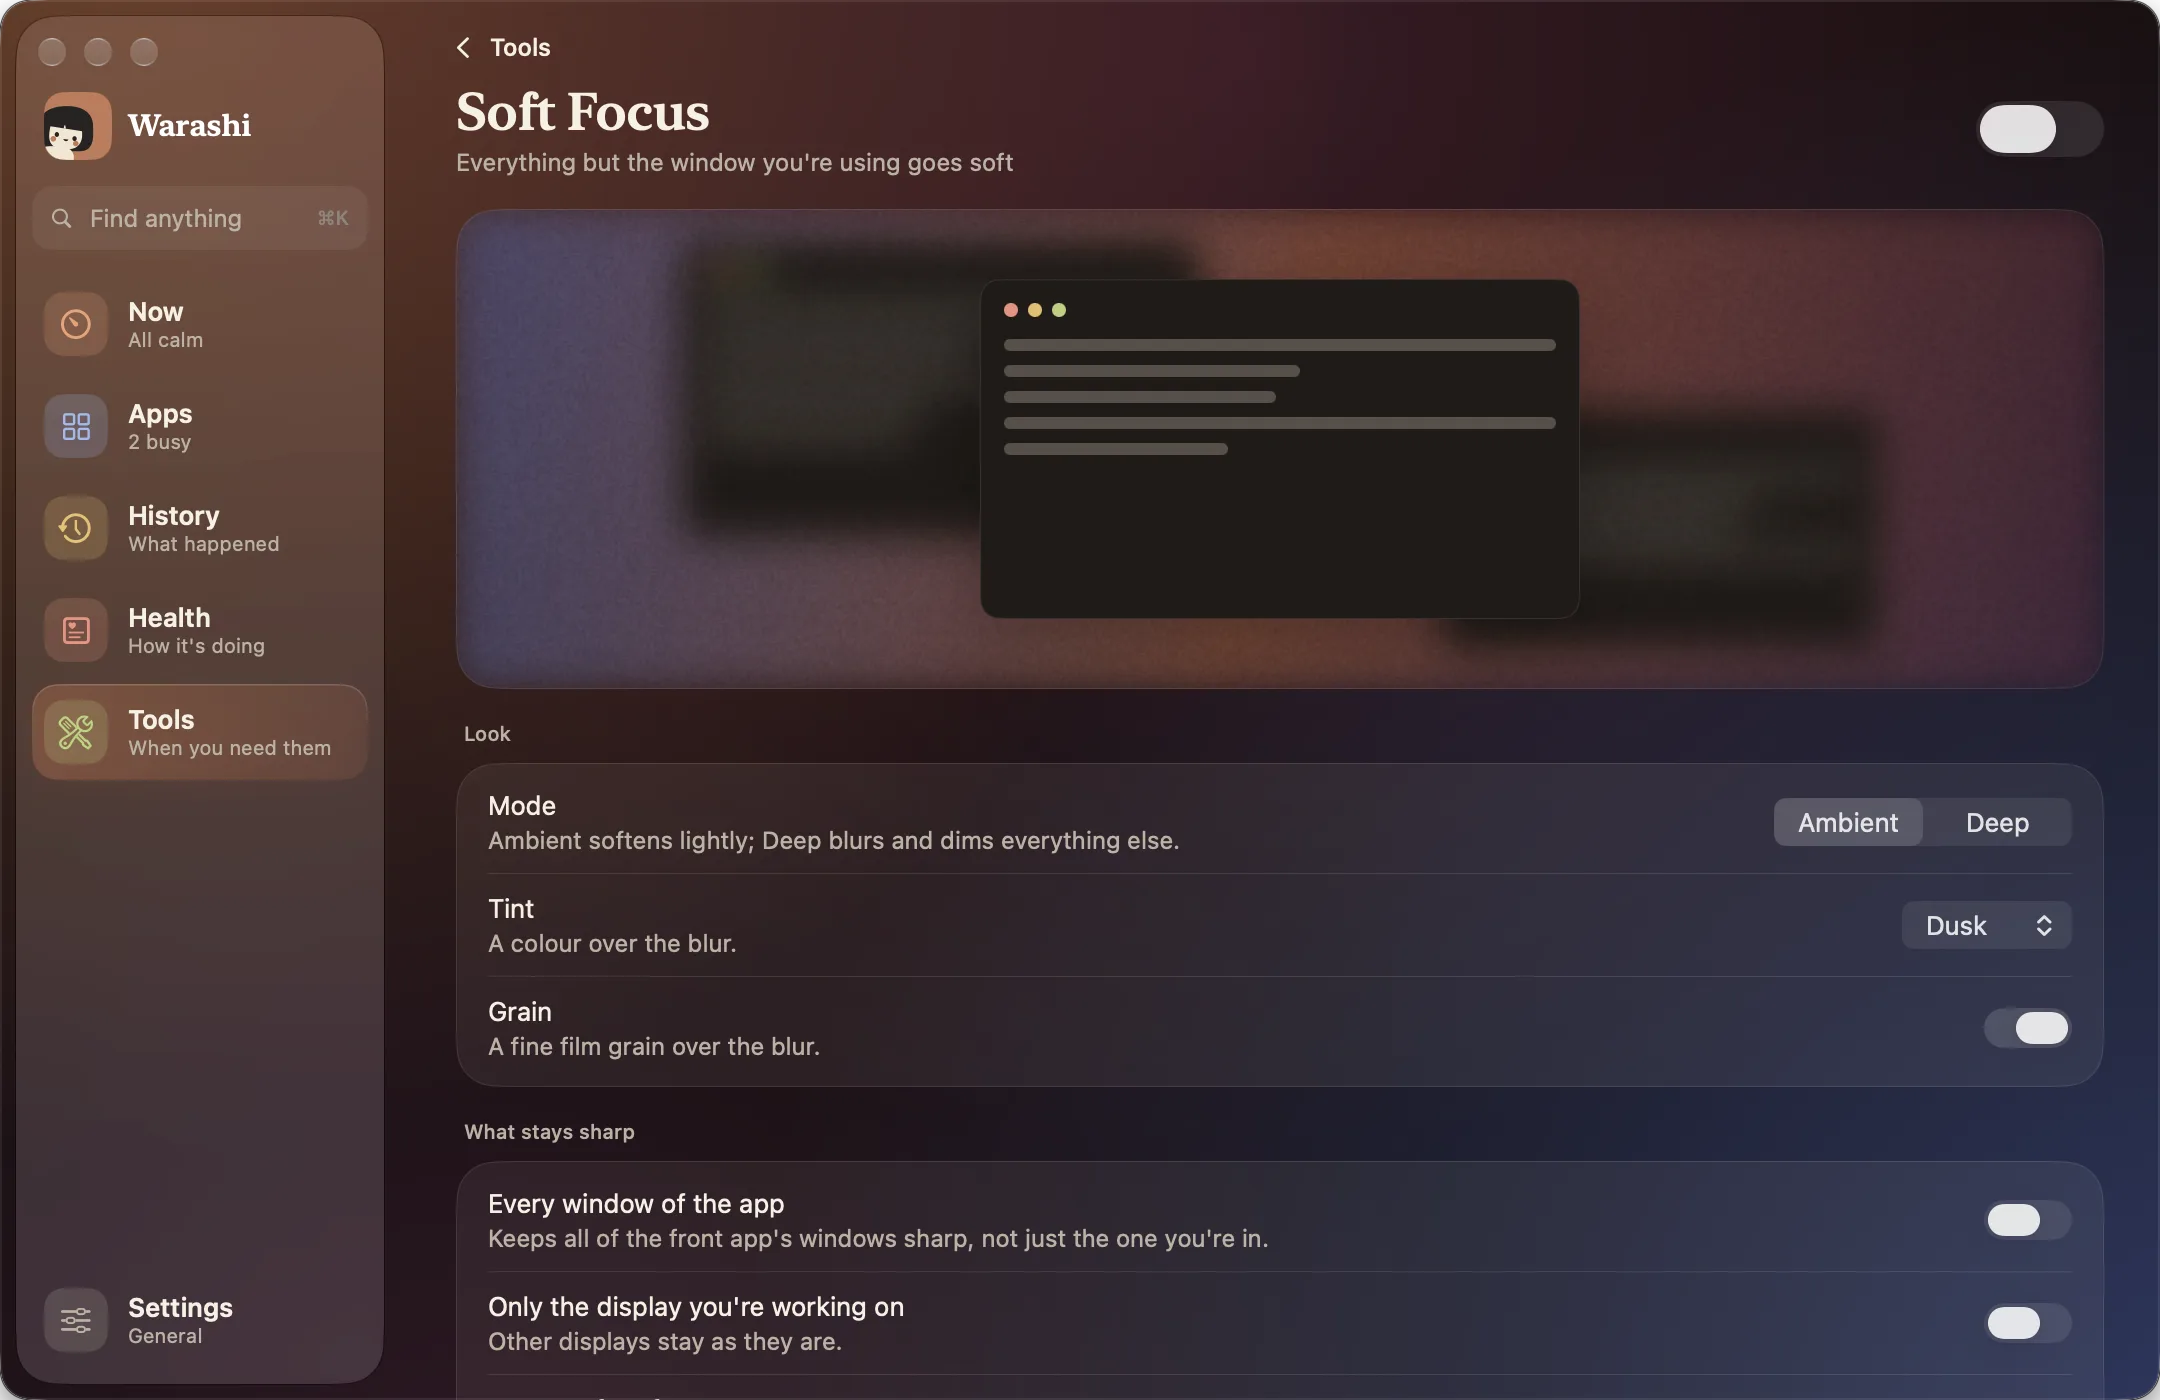 Warashi
Find anything ⌘K
Now
All calm
Apps
2 busy
History
What happened
Health
How it's doing
Tools
When you need them
Settings
General
Tools
Soft Focus
Everything but the window you're using goes soft
Look
Mode
Ambient softens lightly; Deep blurs and dims everything else.
Ambient Deep
Tint
A colour over the blur.
Dusk
Grain
A fine film grain over the blur.
What stays sharp
Every window of the app
Keeps all of the front app's windows sharp, not just the one you're in.
Only the display you're working on
Other displays stay as they are.